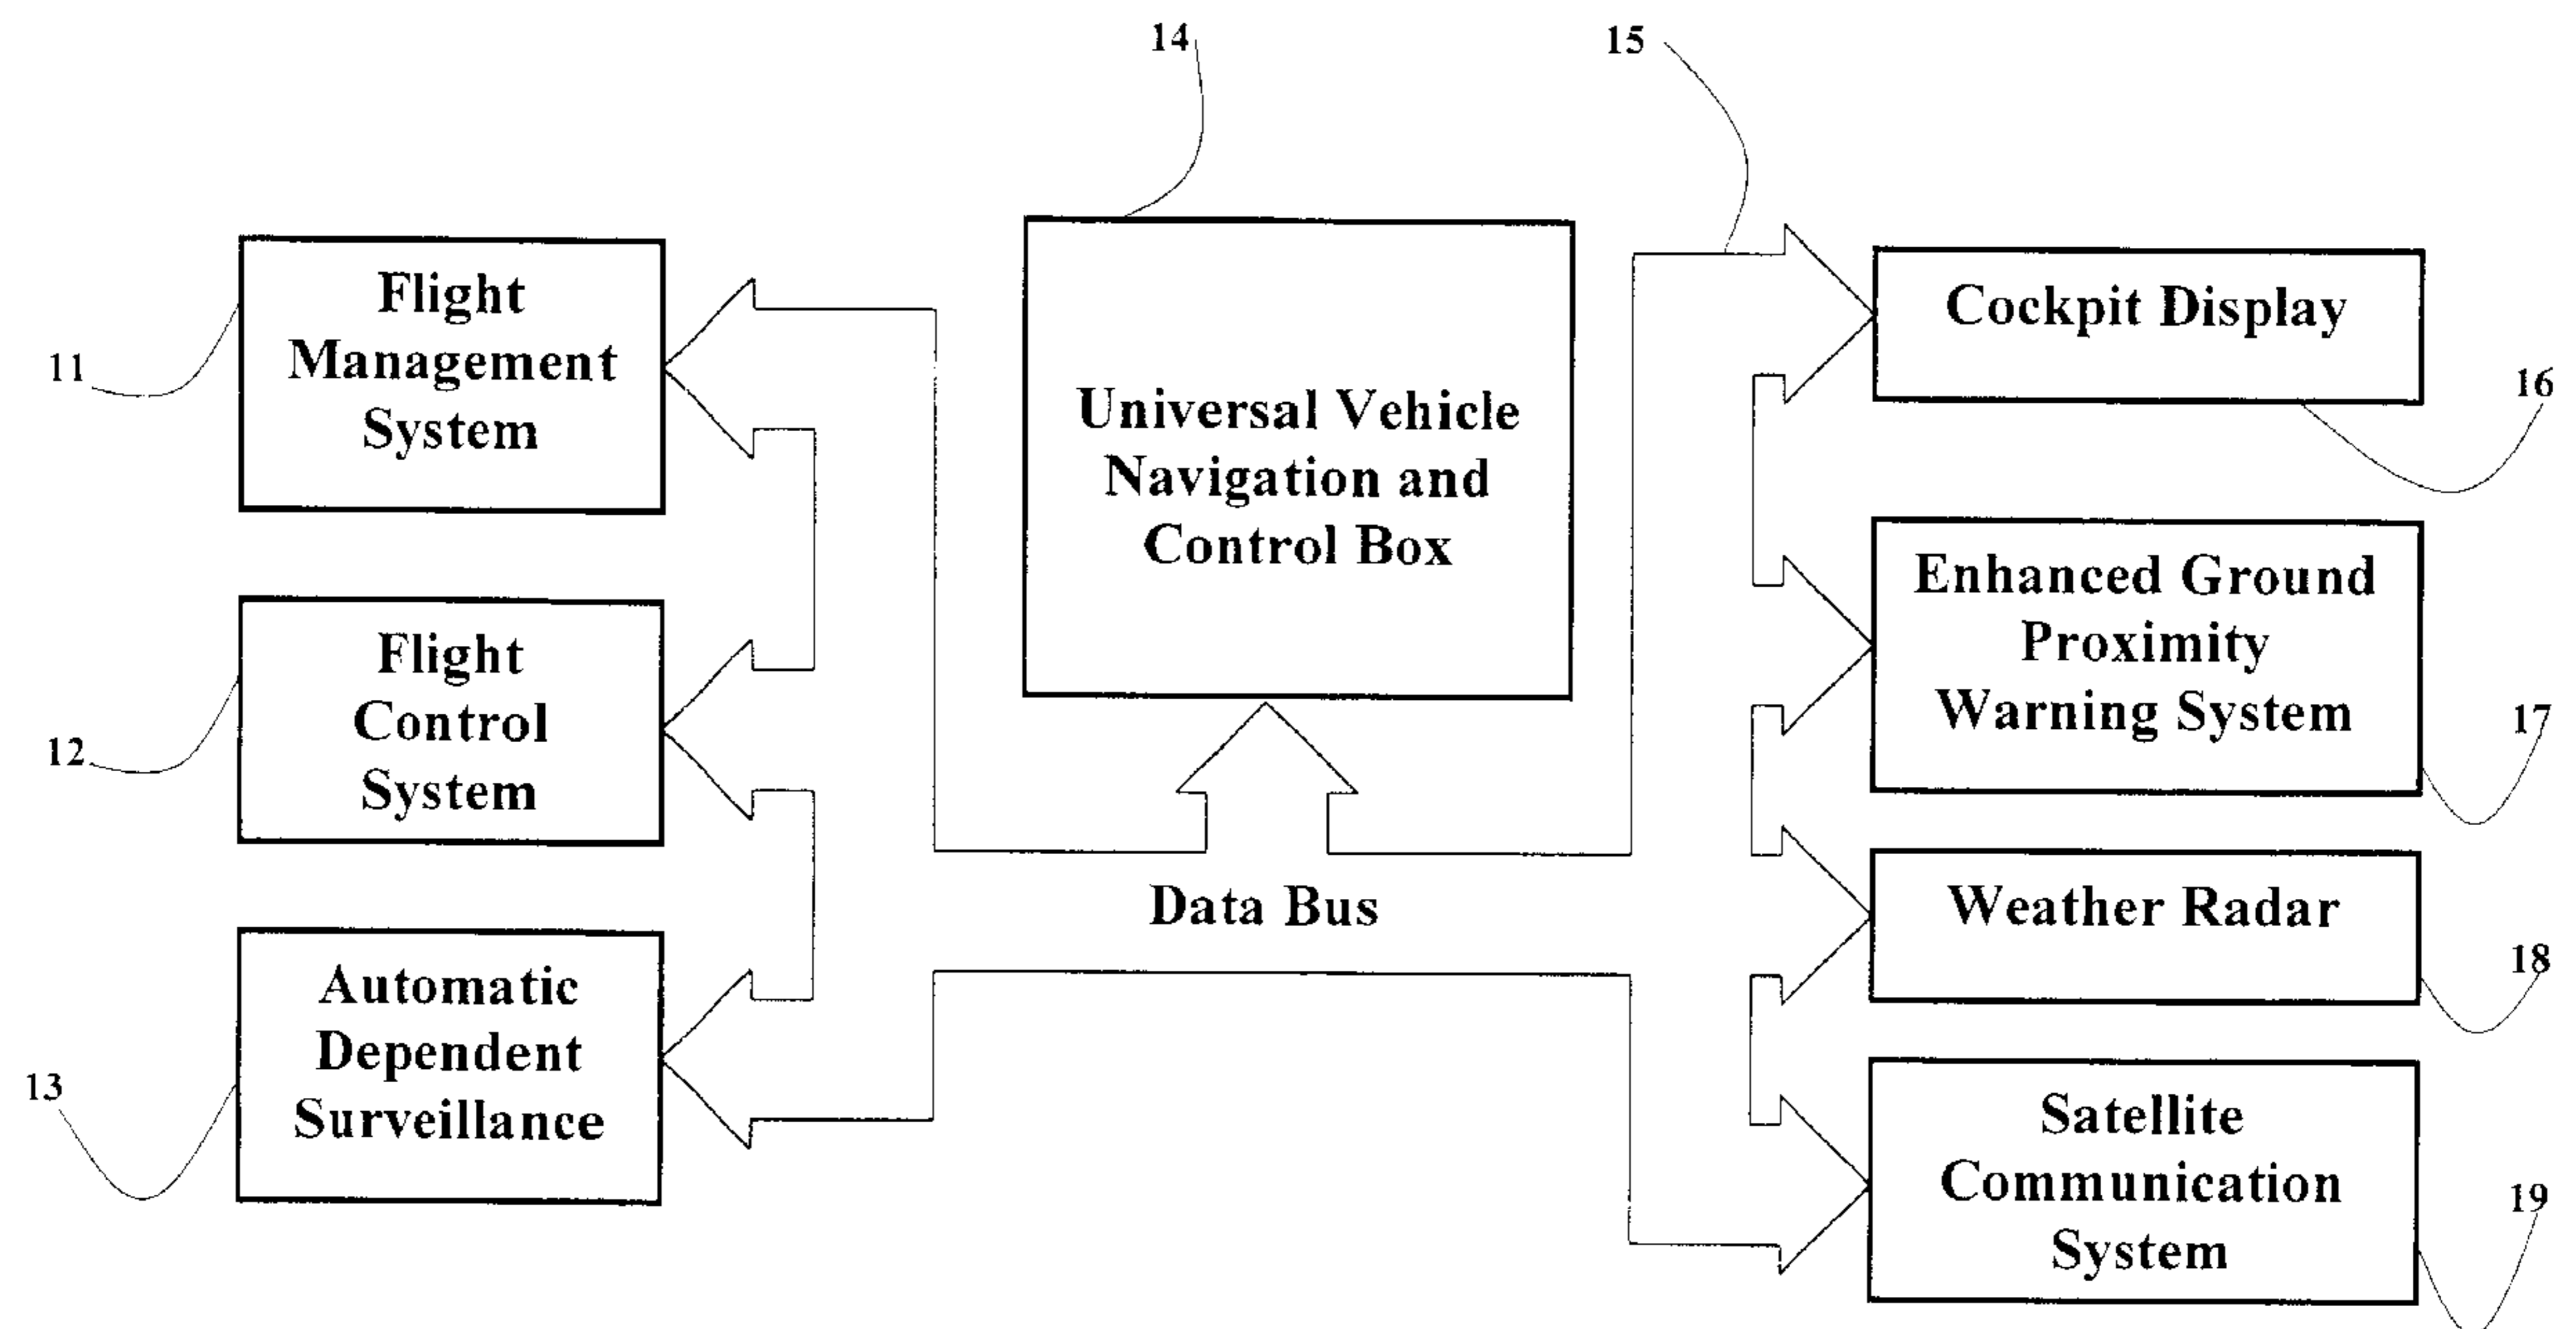 14
15
11
Flight
Management
System
12
Flight
Control
System
13
Automatic
Dependent
Surveillance
Universal Vehicle
Navigation and
Control Box
Data Bus
Cockpit Display
16
Enhanced Ground
Proximity
Warning System
17
Weather Radar
18
Satellite
Communication
System
19